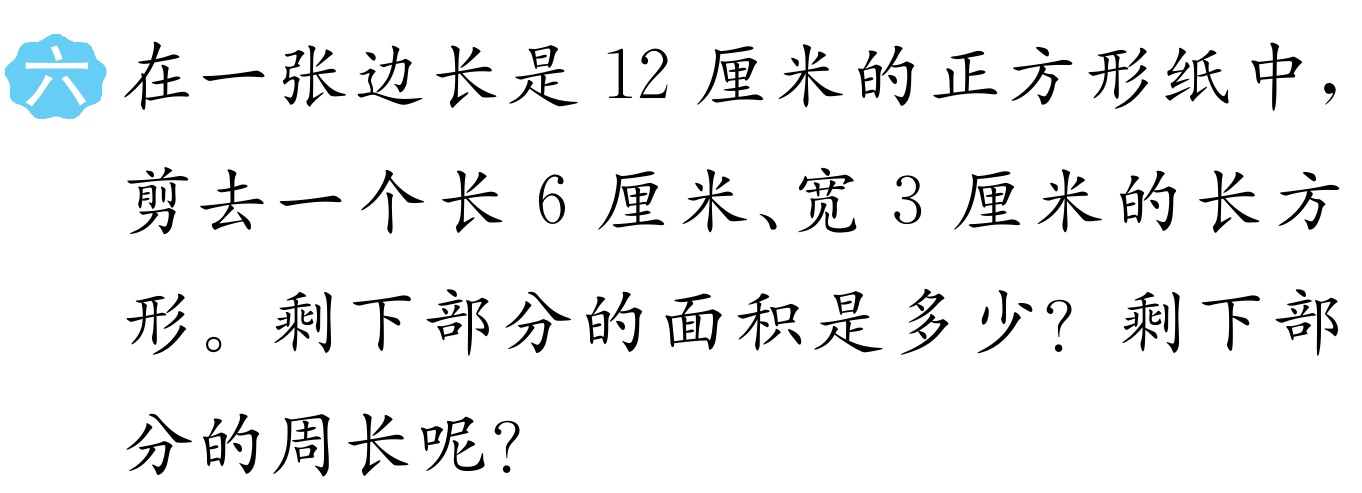 六 在一张边长是 12 厘米的正方形纸中，
剪去一个长 6 厘米、宽 3 厘米的长方
形。剩下部分的面积是多少？剩下部
分的周长呢？